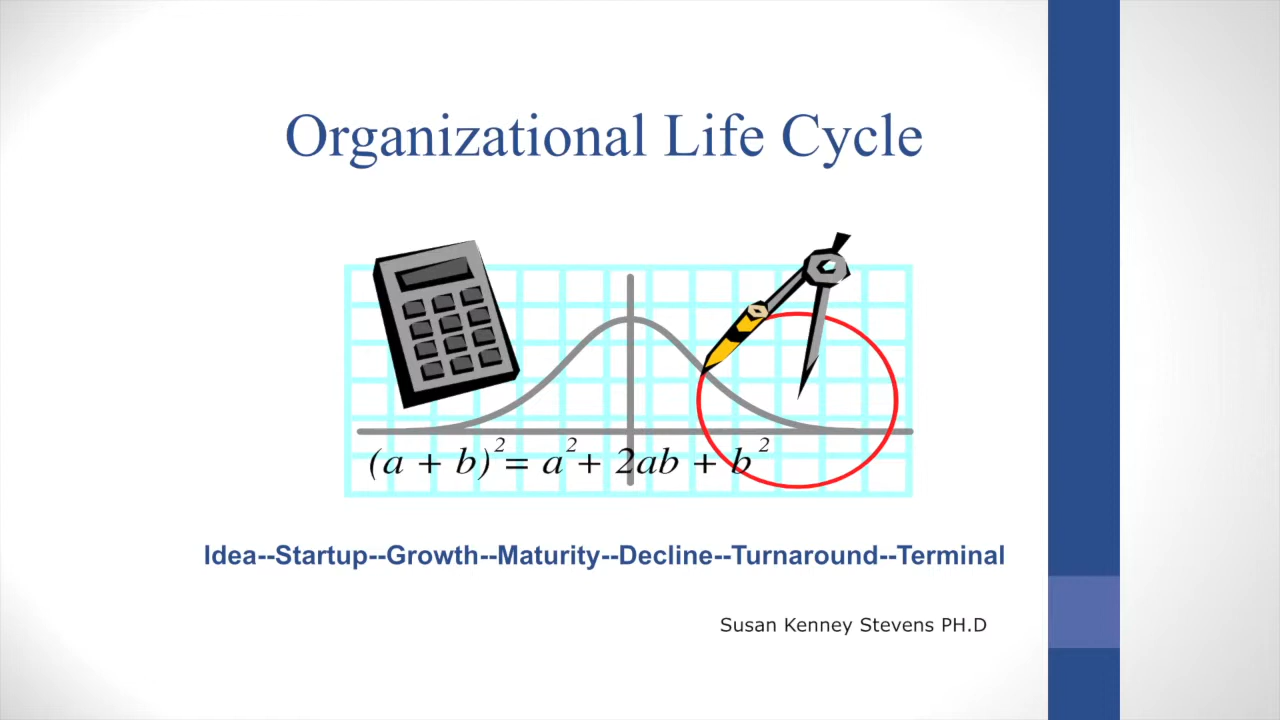 Organizational Life Cycle
(a + b)²= a²+ 2ab + b²
Idea--Startup--Growth--Maturity--Decline--Turnaround--Terminal
Susan Kenney Stevens PH.D